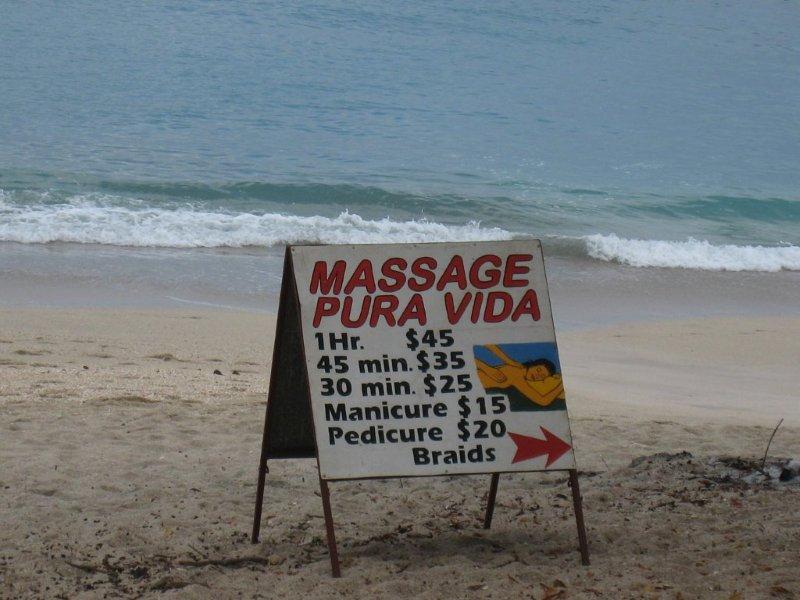 MASSAGE
PURA VIDA
1Hr. $45
45 min. $35
30 min. $25
Manicure $15
Pedicure $20
Braids